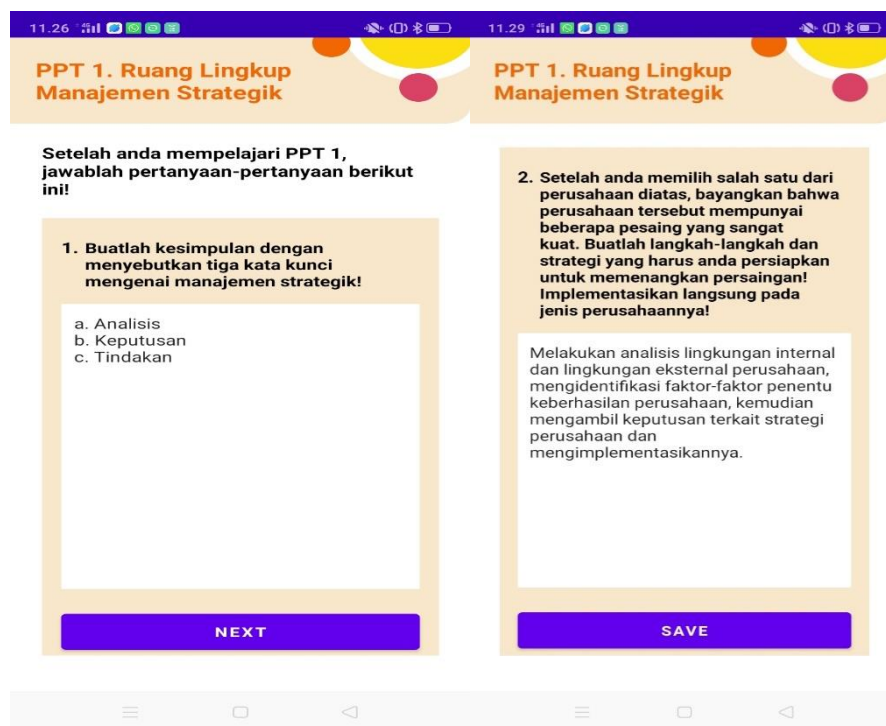 11.26
PPT 1. Ruang Lingkup
Manajemen Strategik
Setelah anda mempelajari PPT 1,
jawablah pertanyaan-pertanyaan berikut
ini!
1. Buatlah kesimpulan dengan
menyebutkan tiga kata kunci
mengenai manajemen strategik!
a. Analisis
b. Keputusan
c. Tindakan
NEXT
11.29
PPT 1. Ruang Lingkup
Manajemen Strategik
2. Setelah anda memilih salah satu dari
perusahaan diatas, bayangkan bahwa
perusahaan tersebut mempunyai
beberapa pesaing yang sangat
kuat. Buatlah langkah-langkah dan
strategi yang harus anda persiapkan
untuk memenangkan persaingan!
Implementasikan langsung pada
jenis perusahaannya!
Melakukan analisis lingkungan internal
dan lingkungan eksternal perusahaan,
mengidentifikasi faktor-faktor penentu
keberhasilan perusahaan, kemudian
mengambil keputusan terkait strategi
perusahaan dan
mengimplementasikannya.
SAVE